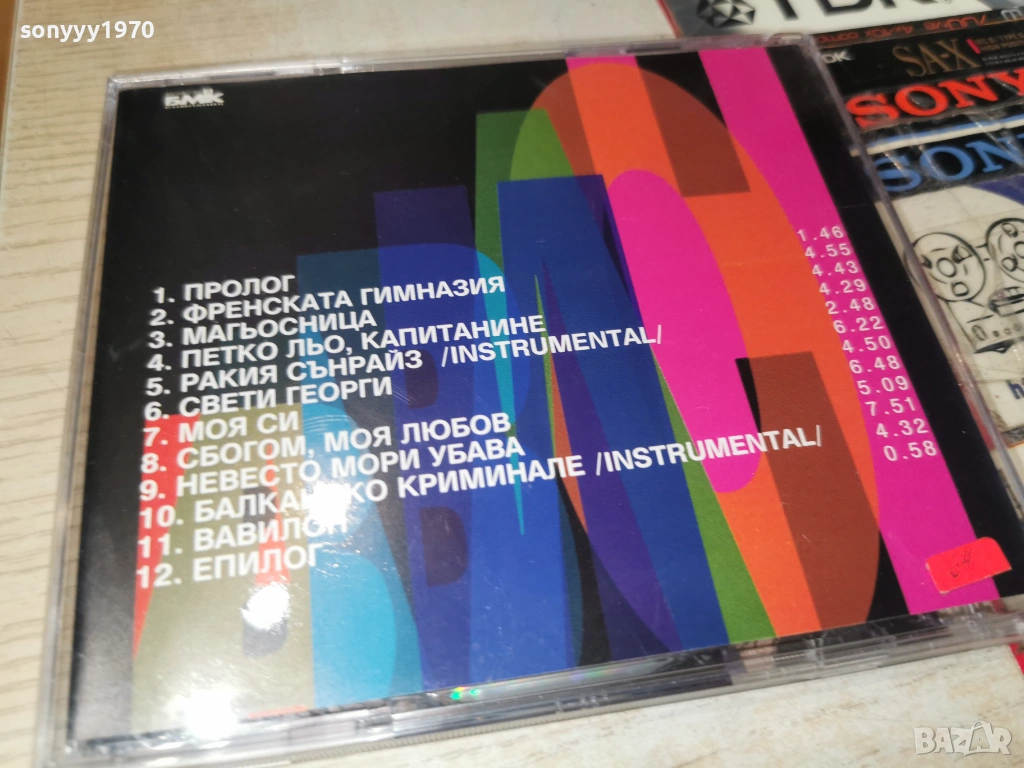 sonyyy1970
БМК
1. ПРОЛОГ 1.46
2. ФРЕНСКАТА ГИМНАЗИЯ 4.55
3. МАГЬОСНИЦА 4.43
4. ПЕТКО ЛЬО, КАПИТАНИНЕ 4.29
5. РАКИЯ СЪНРАЙЗ /INSTRUMENTAL/ 2.48
6. СВЕТИ ГЕОРГИ 6.22
7. МОЯ СИ 4.50
8. СБОГОМ, МОЯ ЛЮБОВ 6.48
9. НЕВЕСТО МОРИ УБАВА 5.09
10. БАЛКАНСКО КРИМИНАЛЕ /INSTRUMENTAL/ 7.51
11. ВАВИЛОН 4.32
12. ЕПИЛОГ 0.58
TDK
SA-X
SONY
SON
BAZAR